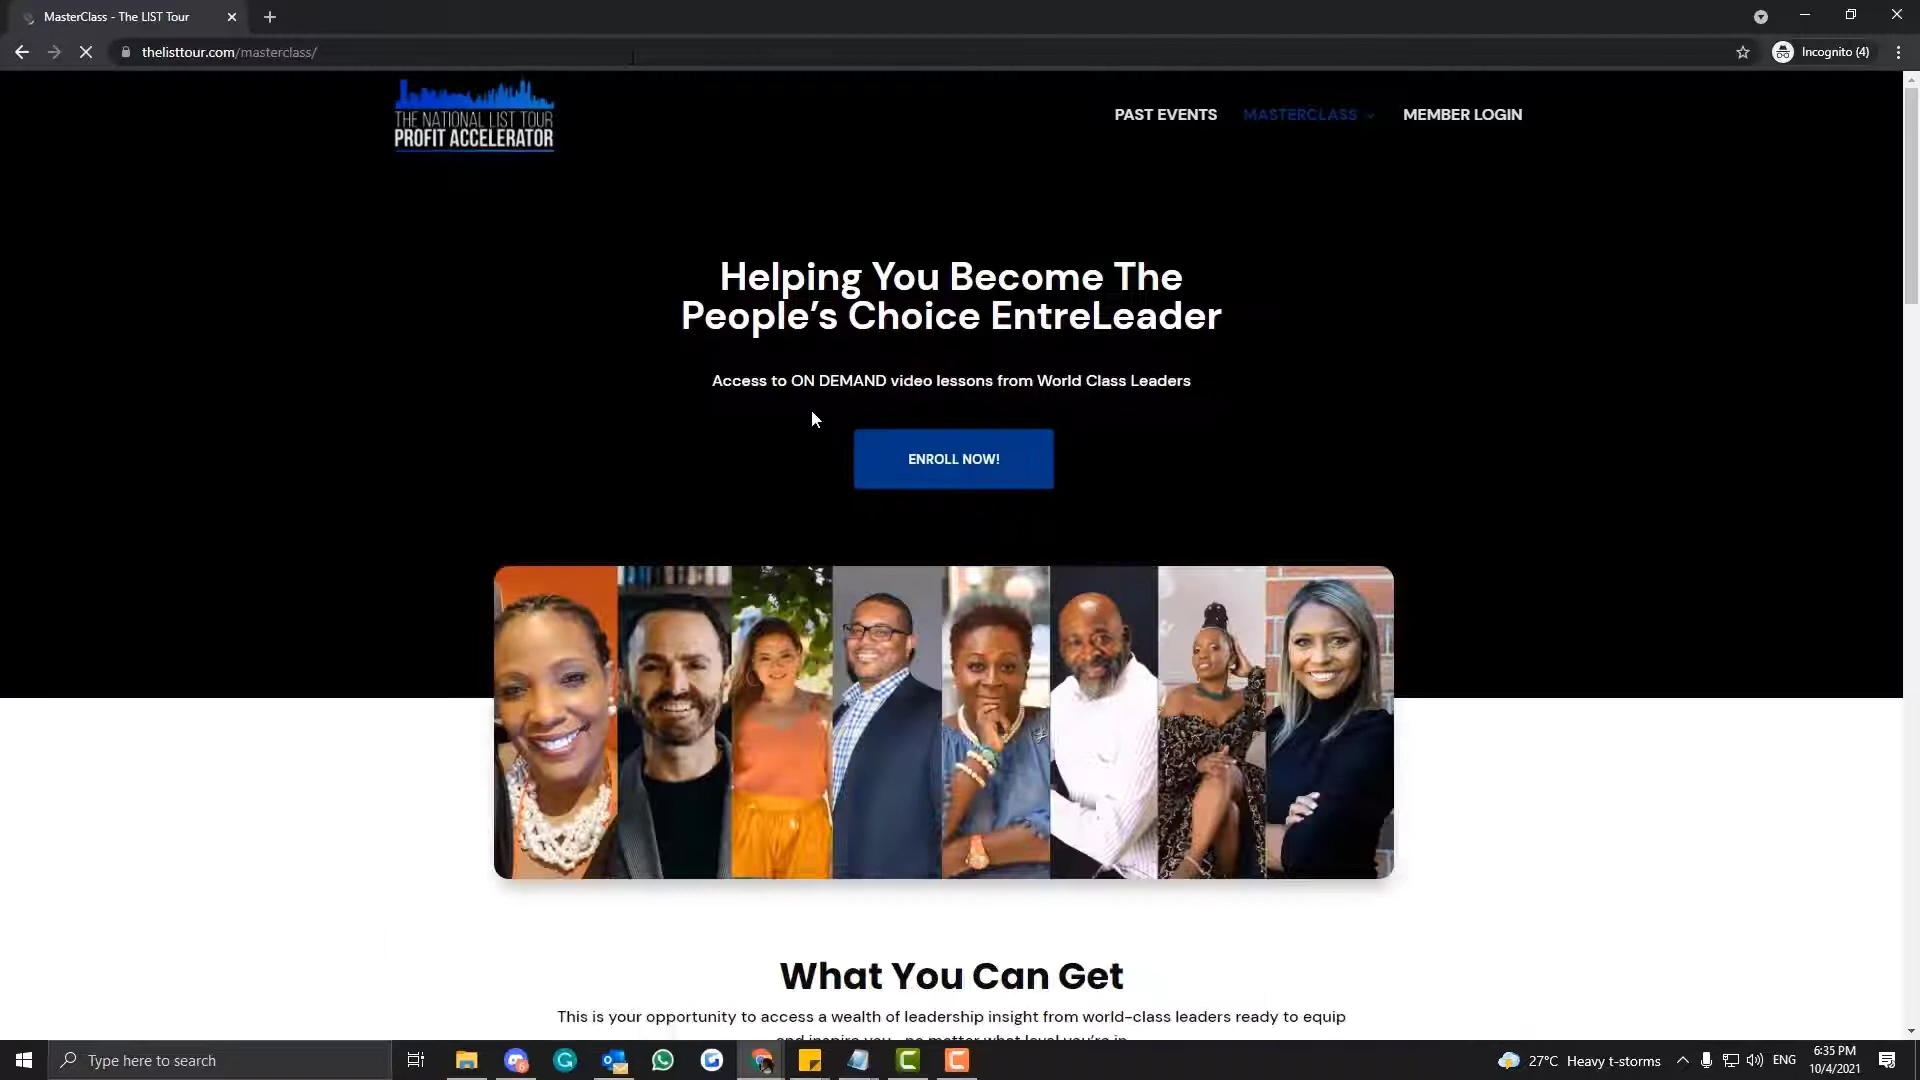 MasterClass - The LIST Tour
thelisttour.com/masterclass/
Incognito (4)
THE NATIONAL LIST TOUR
PROFIT ACCELERATOR
PAST EVENTS
MASTERCLASS
MEMBER LOGIN
Helping You Become The
People's Choice EntreLeader
Access to ON DEMAND video lessons from World Class Leaders
ENROLL NOW!
What You Can Get
This is your opportunity to access a wealth of leadership insight from world-class leaders ready to equip
and inspire you - no matter what level you're in
Type here to search
27°C Heavy t-storms
ENG
6:35 PM
10/4/2021